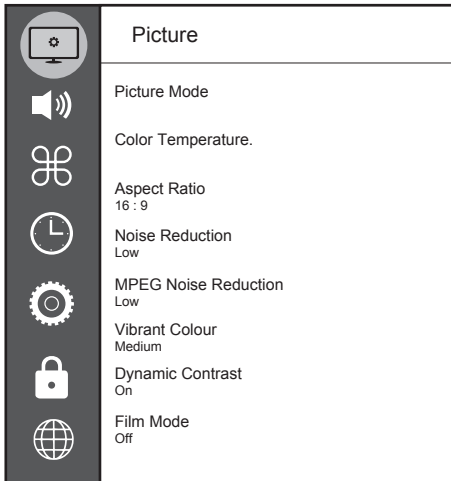 Picture
Picture Mode
Color Temperature.
Aspect Ratio
16 : 9
Noise Reduction
Low
MPEG Noise Reduction
Low
Vibrant Colour
Medium
Dynamic Contrast
On
Film Mode
Off